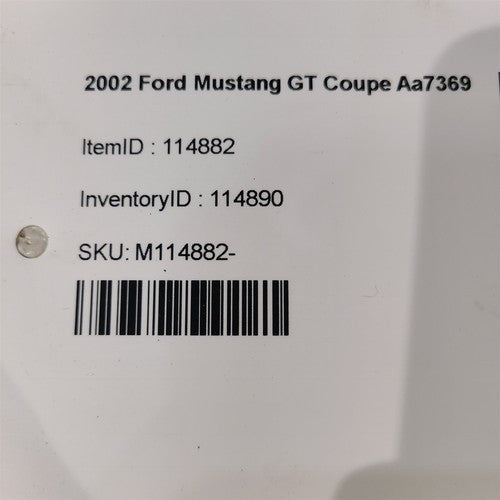 2002 Ford Mustang GT Coupe Aa7369
ItemID : 114882
InventoryID : 114890
SKU: M114882-